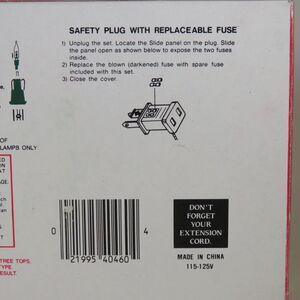 SAFETY PLUG WITH REPLACEABLE FUSE
1) Unplug the set. Locate the Slide panel on the plug. Slide
the panel open as shown below to expose the two fuses
inside.
2) Replace the blown (darkened) fuse with spare fuse
included with this set.
3) Close the cover.
OF
LAMPS ONLY
DON'T
FORGET
YOUR
EXTENSION
CORD.
0 21995 40460 4
MADE IN CHINA
115-125V
TREE TOPS.
TYPE
RESULT.